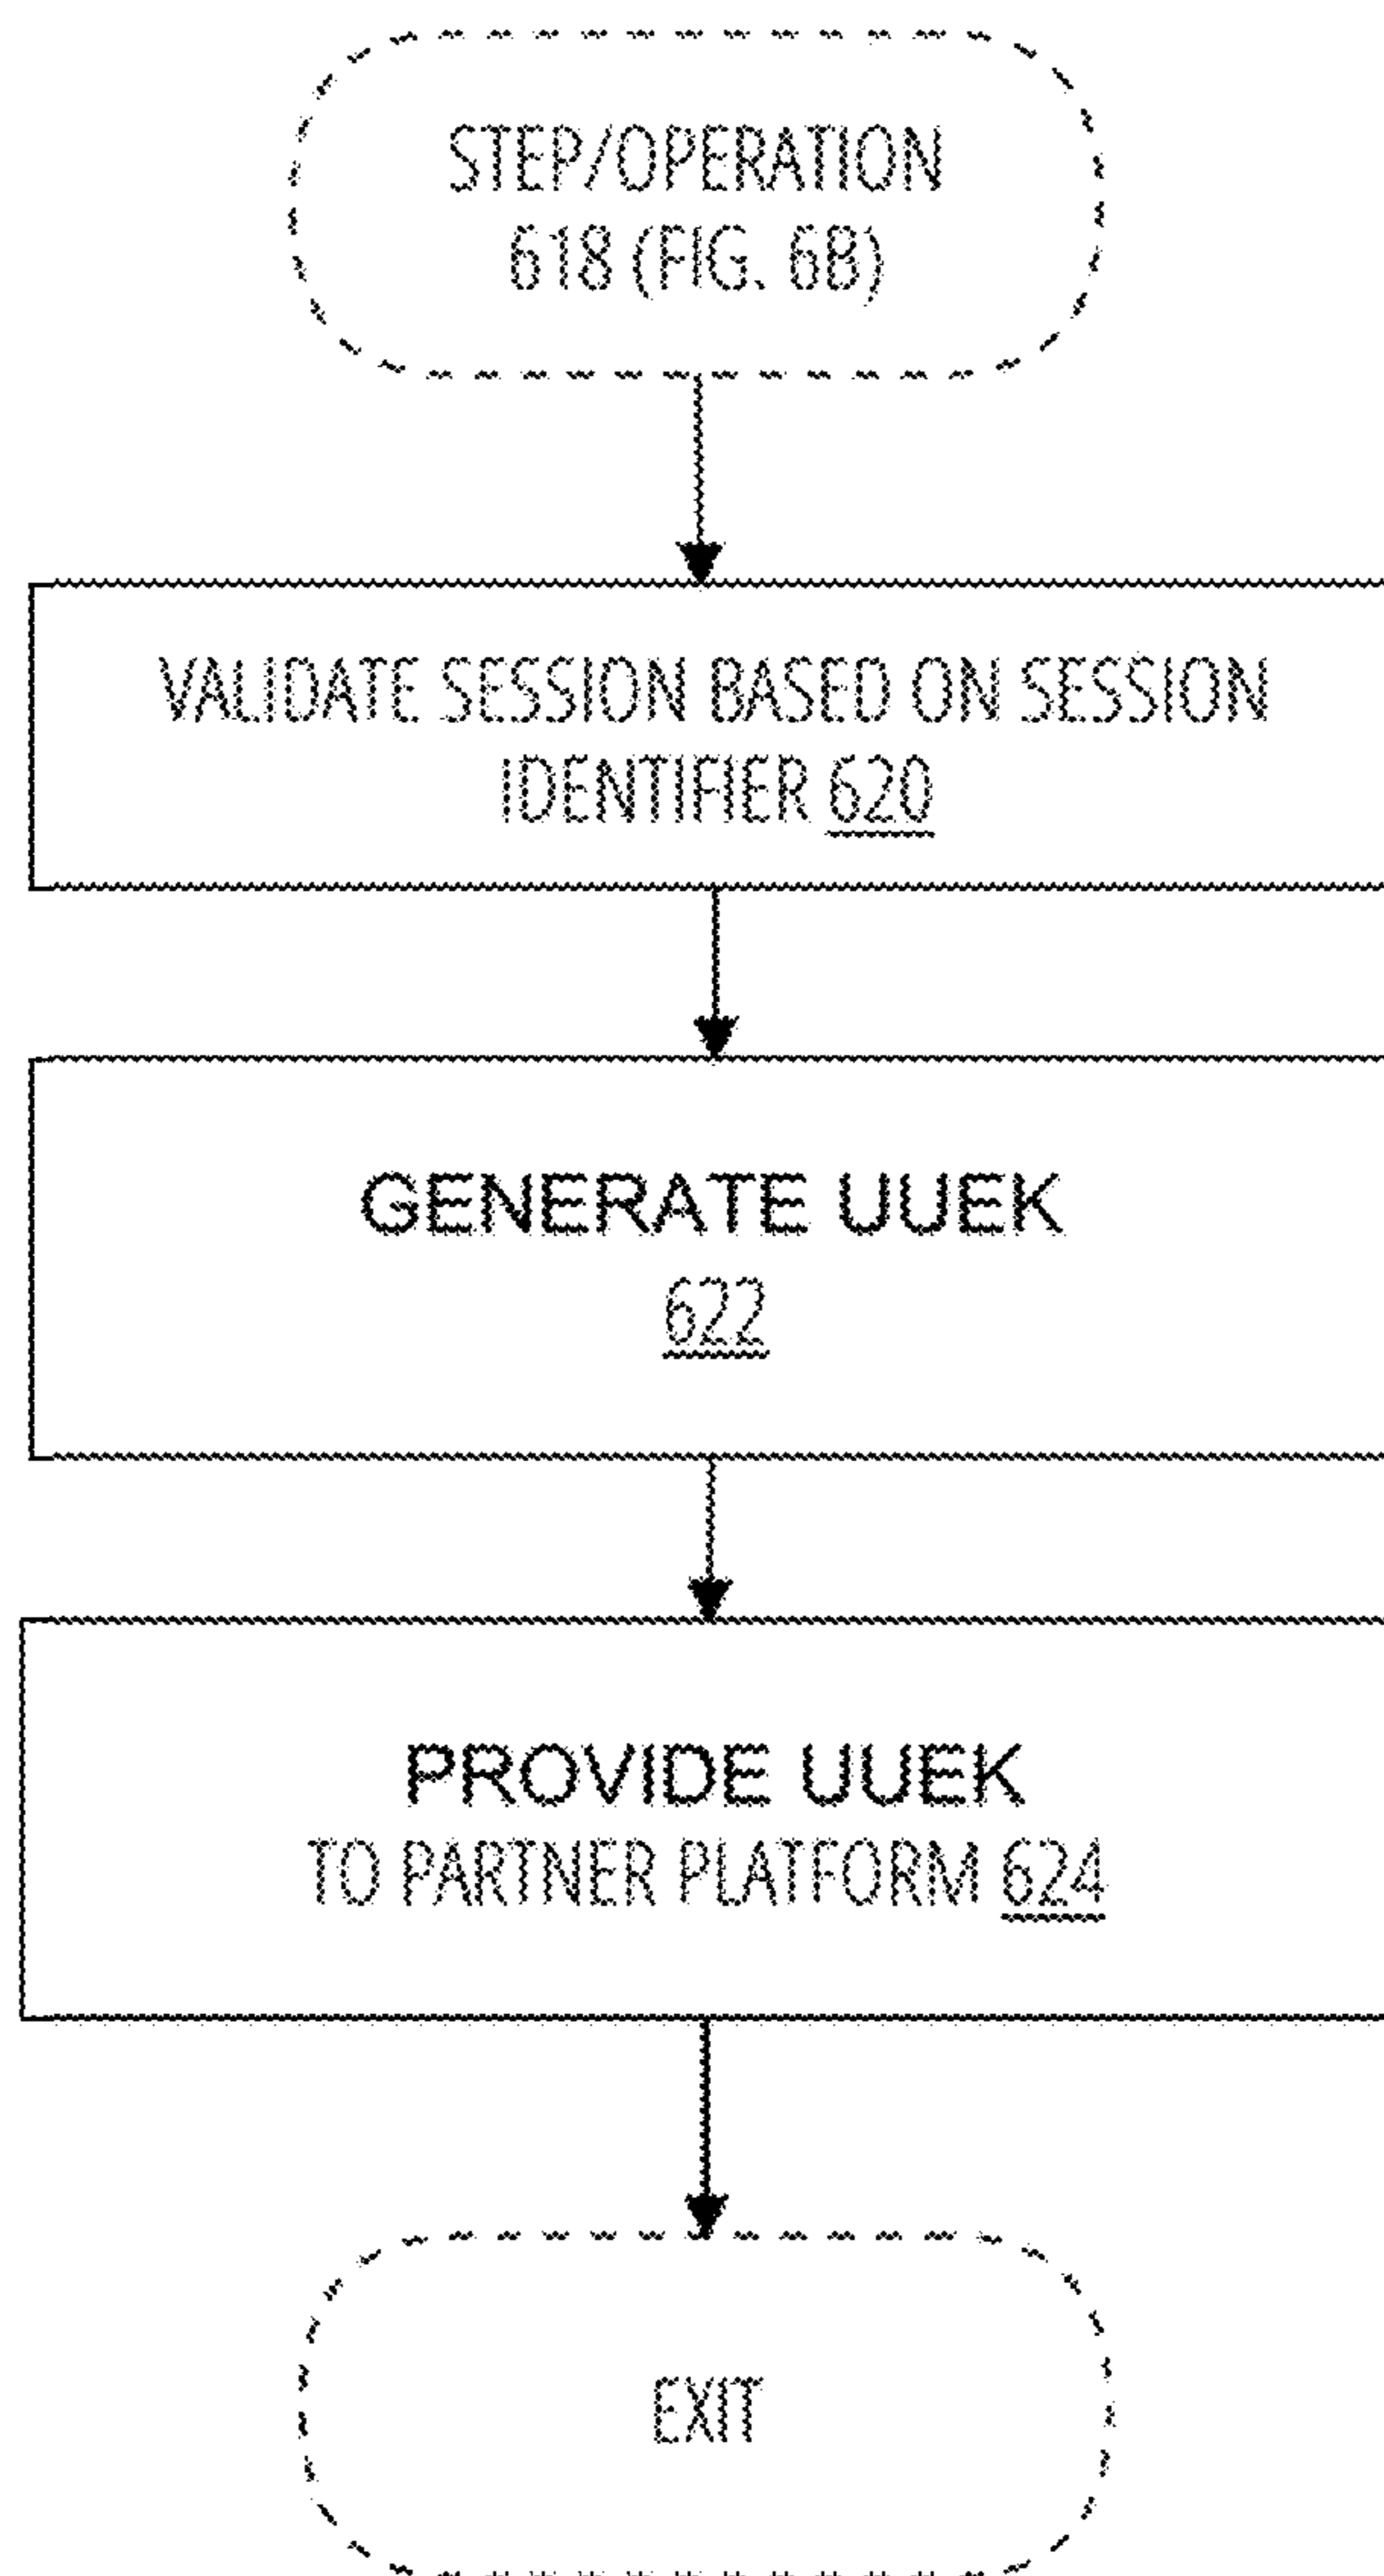 STEP/OPERATION
618 (FIG. 6B)
VALIDATE SESSION BASED ON SESSION
IDENTIFIER 620
GENERATE UUEK
622
PROVIDE UUEK
TO PARTNER PLATFORM 624
EXIT